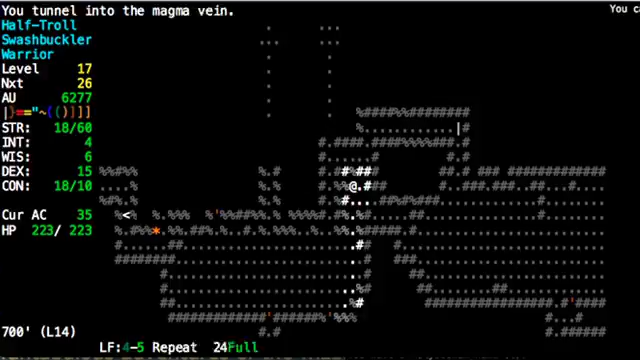 You tunnel into the magma vein.
You ca
Half-Troll
Swashbuckler
Warrior
Level 17
Nxt 26
AU 6277
|}=="~(()]]]
STR: 18/60
INT: 4
WIS: 6
DEX: 15
CON: 18/10
Cur AC 35
HP 223/ 223
700' (L14)
LF:4-5 Repeat 24Full